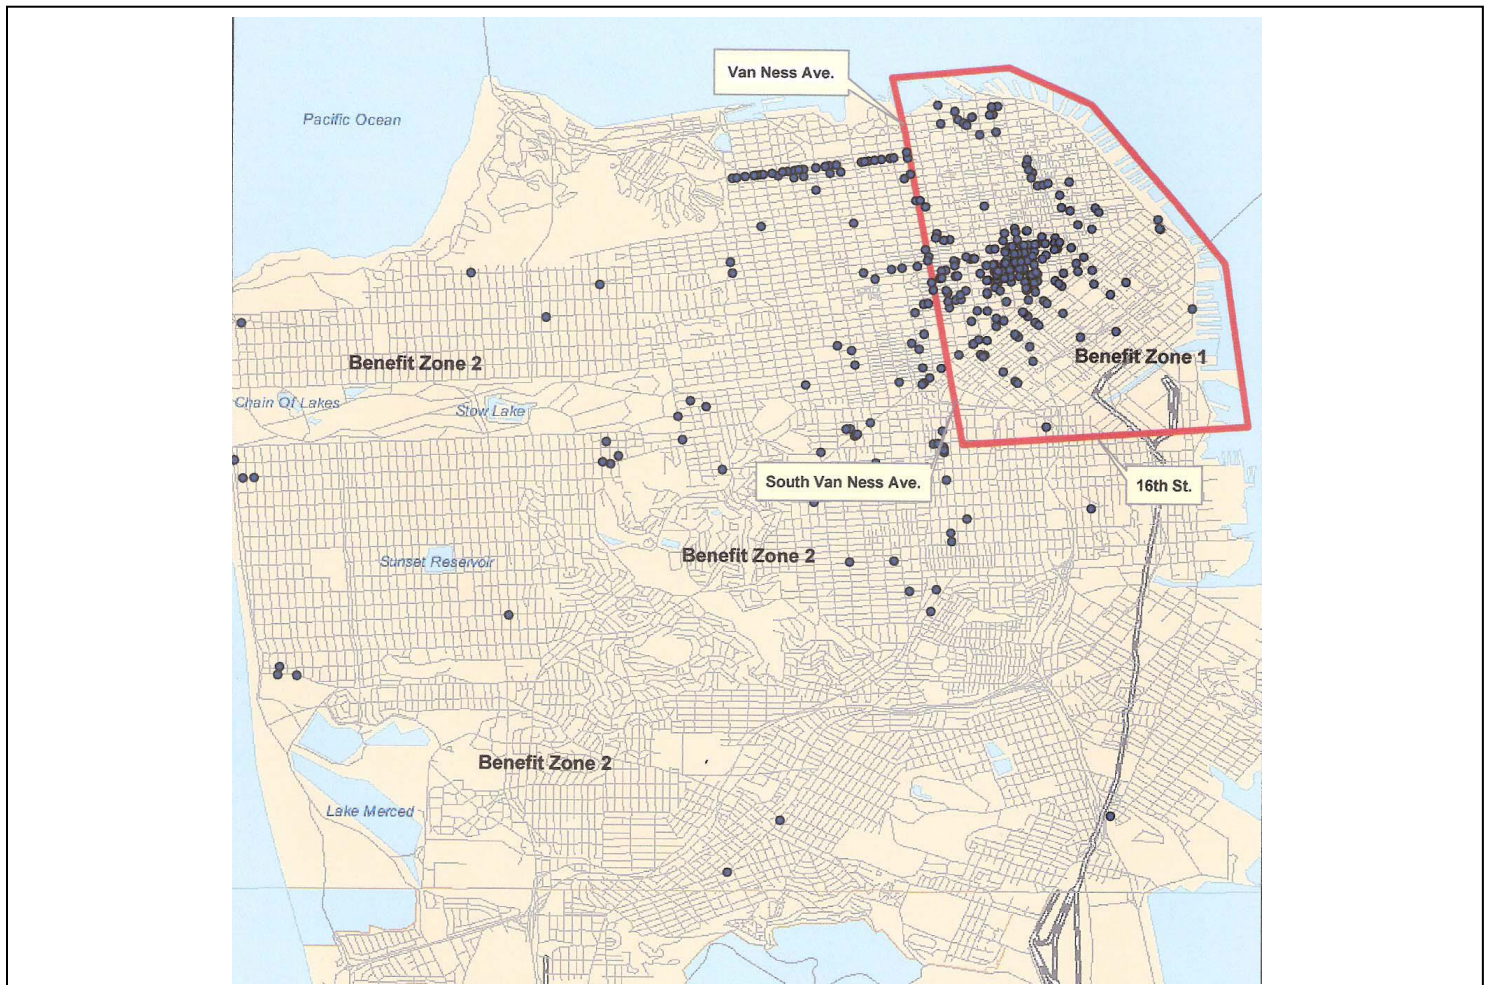 Van Ness Ave.
Pacific Ocean
Benefit Zone 1
Benefit Zone 2
Chain Of Lakes
Stow Lake
South Van Ness Ave.
16th St.
Benefit Zone 2
Sunset Reservoir
Benefit Zone 2
Lake Merced